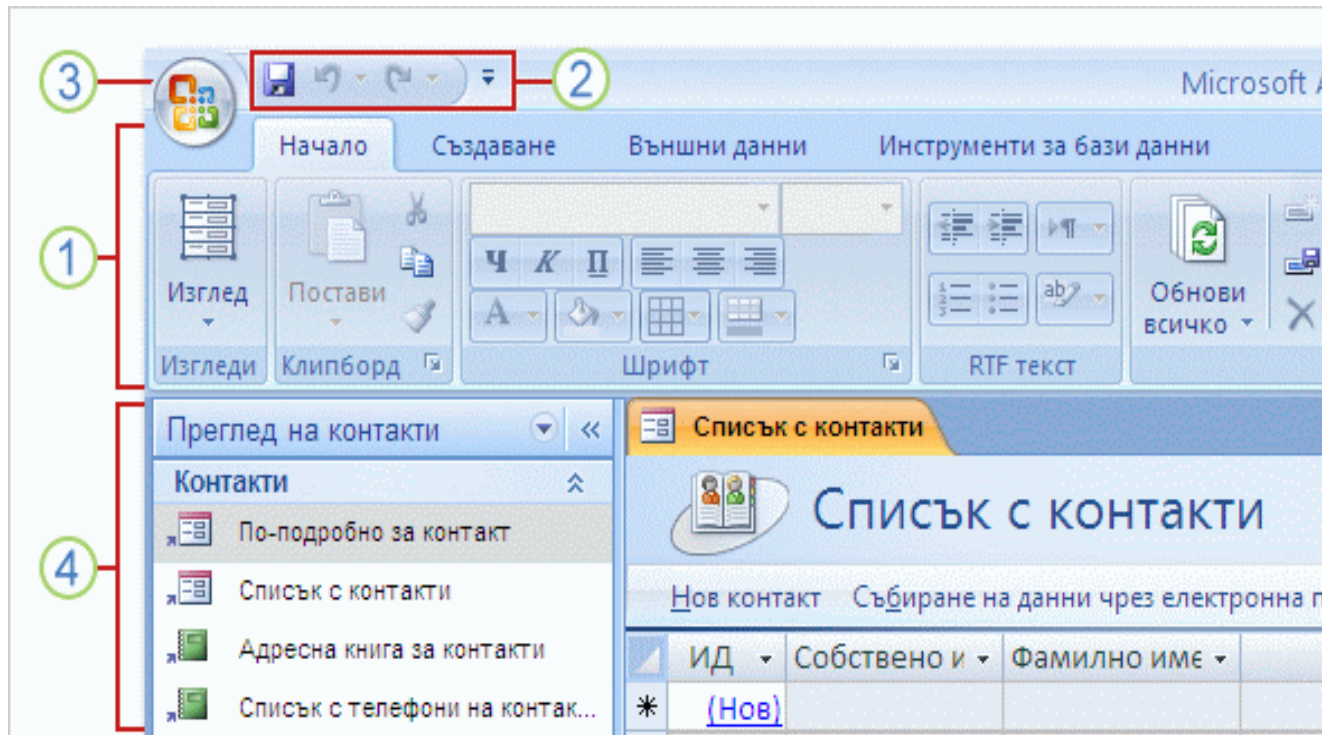 3
2
Microsoft A
Начало Създаване Външни данни Инструменти за бази данни
1
Ч К П
Изглед Постави Обнови всичко
Изгледи Клипборд Шрифт RTF текст
Преглед на контакти
Списък с контакти
Контакти
Списък с контакти
По-подробно за контакт
4
Списък с контакти
Нов контакт Събиране на данни чрез електронна п
Адресна книга за контакти
ИД Собствено и Фамилно име
Списък с телефони на контак...
(Нов)